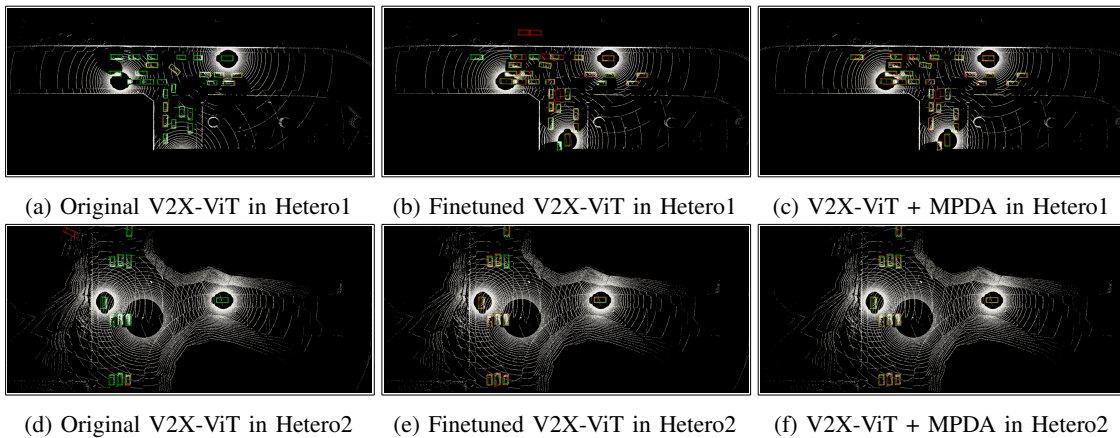 (a) Original V2X-ViT in Hetero1
(b) Finetuned V2X-ViT in Hetero1
(c) V2X-ViT + MPDA in Hetero1
(d) Original V2X-ViT in Hetero2
(e) Finetuned V2X-ViT in Hetero2
(f) V2X-ViT + MPDA in Hetero2